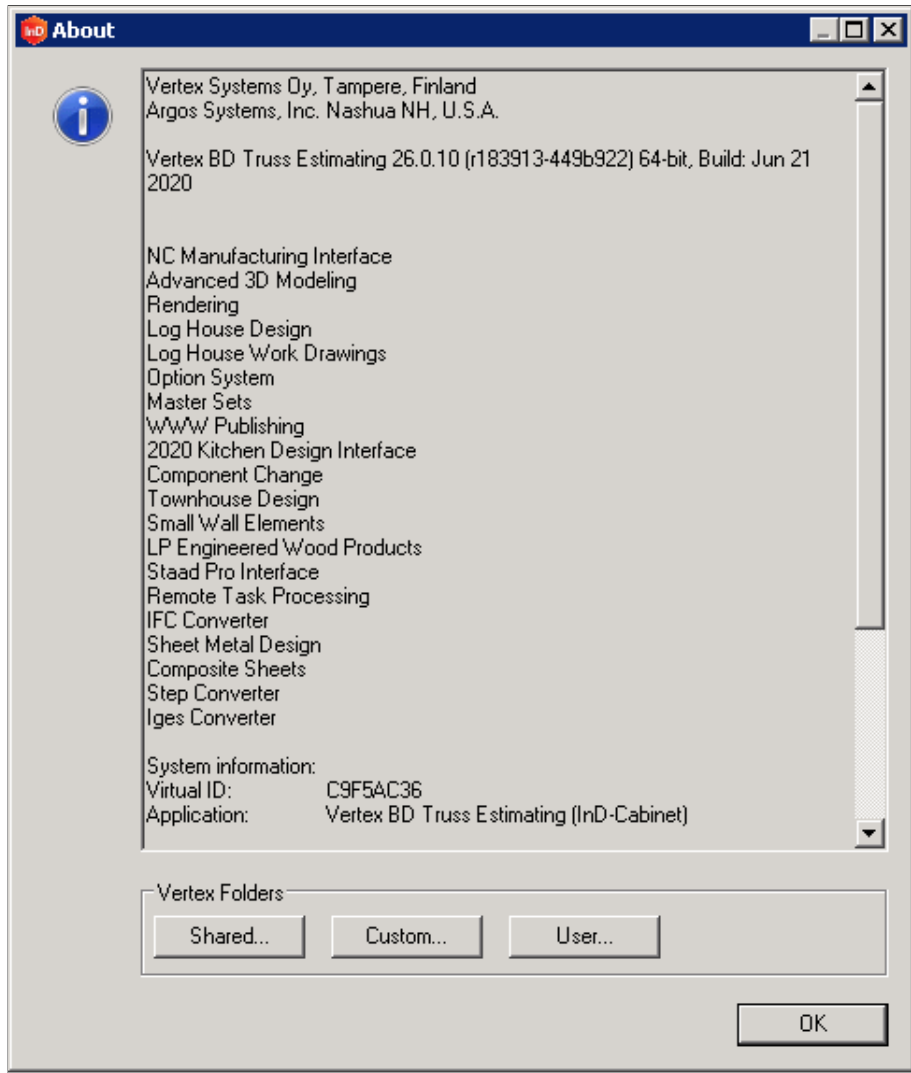 InD About
Vertex Systems Oy, Tampere, Finland
Argos Systems, Inc. Nashua NH, U.S.A.
Vertex BD Truss Estimating 26.0.10 (r183913-449b922) 64-bit, Build: Jun 21
2020
NC Manufacturing Interface
Advanced 3D Modeling
Rendering
Log House Design
Log House Work Drawings
Option System
Master Sets
WWW Publishing
2020 Kitchen Design Interface
Component Change
Townhouse Design
Small Wall Elements
LP Engineered Wood Products
Staad Pro Interface
Remote Task Processing
IFC Converter
Sheet Metal Design
Composite Sheets
Step Converter
Iges Converter
System information:
Virtual ID: C9F5AC36
Application: Vertex BD Truss Estimating (InD-Cabinet)
Vertex Folders
Shared... Custom... User...
OK